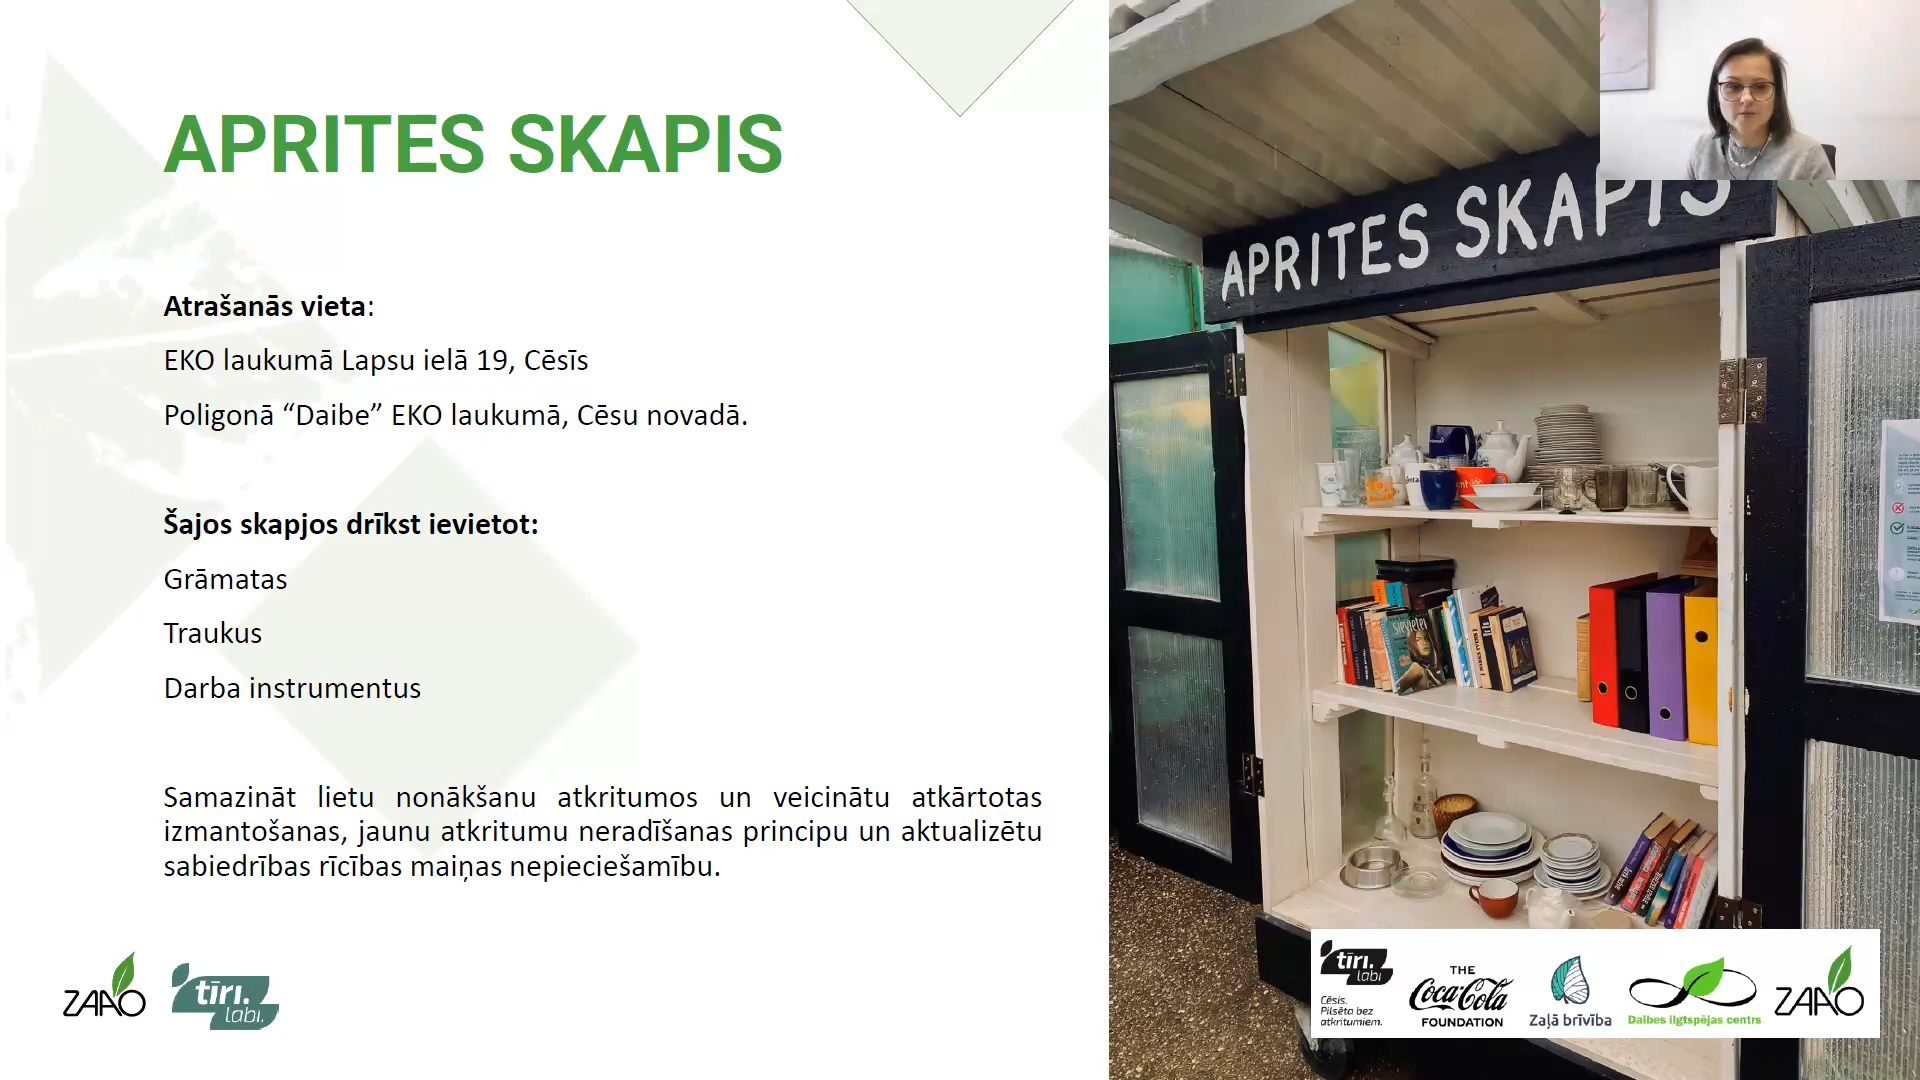 APRITES SKAPIS
Atrašanās vieta:
EKO laukumā Lapsu ielā 19, Cēsīs
Poligonā “Daibe” EKO laukumā, Cēsu novadā.
Šajos skapjos drīkst ievietot:
Grāmatas
Traukus
Darba instrumentus
Samazināt lietu nonākšanu atkritumos un veicinātu atkārtotas
izmantošanas, jaunu atkritumu neradīšanas principu un aktualizētu
sabiedrības rīcības maiņas nepieciešamību.
ZAAO
tīri.
labi.
APRITES SKAPIS
SIEVIETEI
tīri.
labi
Cēsis.
Pilsēta bez
atkritumiem.
THE
Coca-Cola
FOUNDATION
Zaļā brīvība
Daibes ilgtspējas centrs
ZAAO